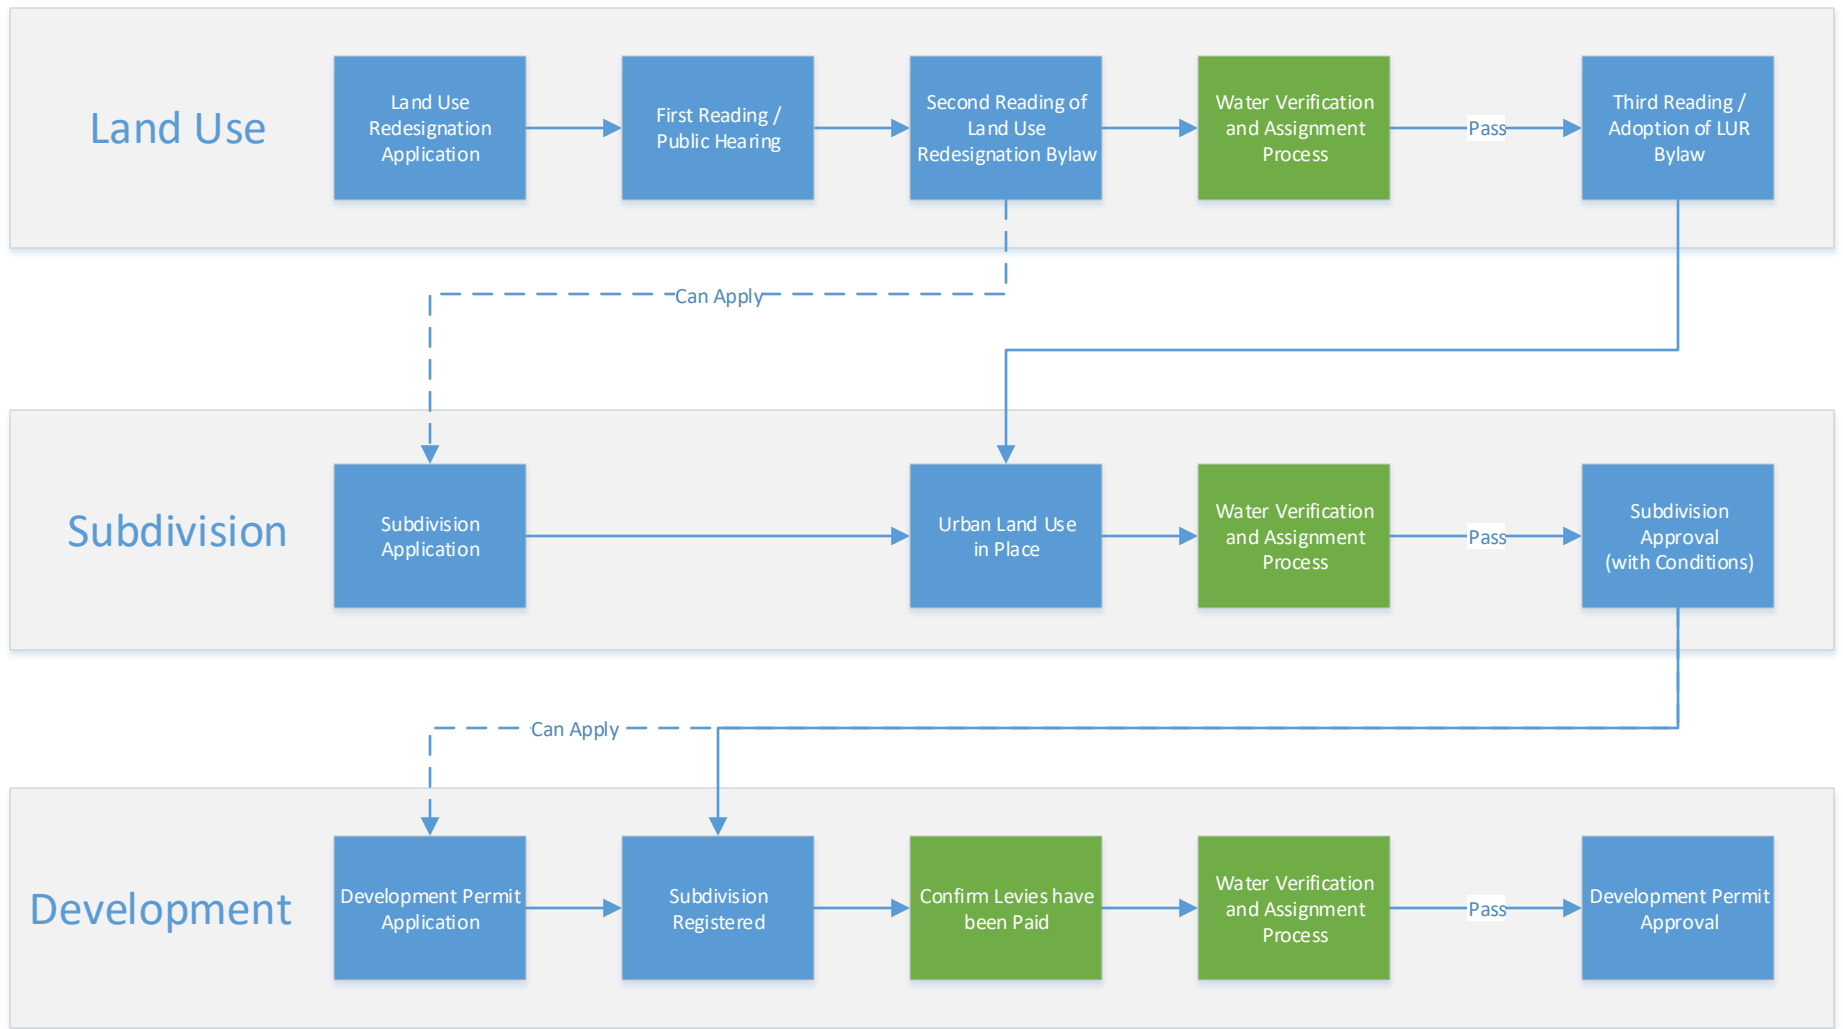 Land Use
Land Use
Redesignation
Application
First Reading /
Public Hearing
Second Reading of
Land Use
Redesignation Bylaw
Water Verification
and Assignment
Process
Pass
Third Reading /
Adoption of LUR
Bylaw
Can Apply
Subdivision
Subdivision
Application
Urban Land Use
in Place
Water Verification
and Assignment
Process
Pass
Subdivision
Approval
(with Conditions)
Can Apply
Development
Development Permit
Application
Subdivision
Registered
Confirm Levies have
been Paid
Water Verification
and Assignment
Process
Pass
Development Permit
Approval